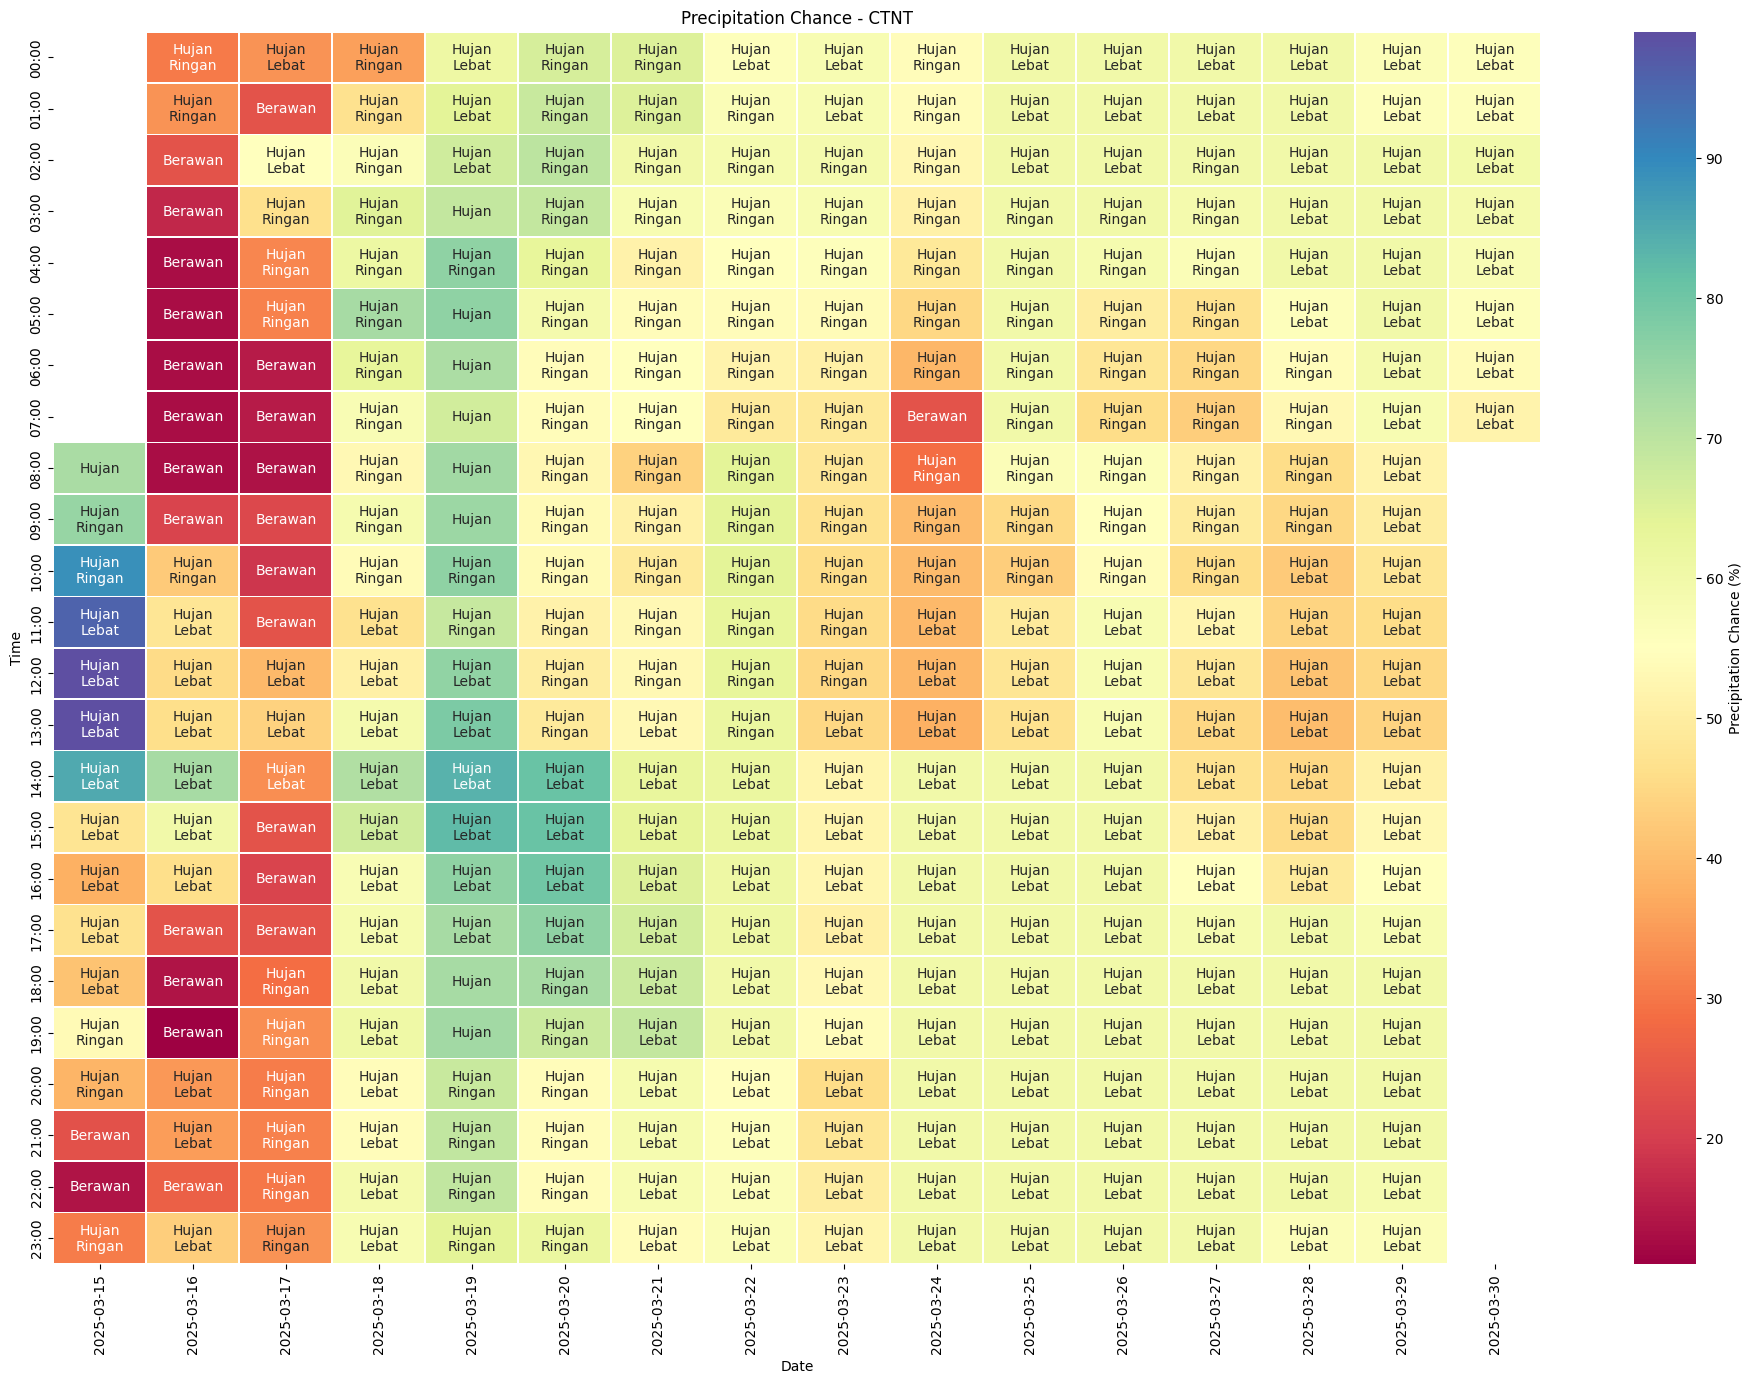 Precipitation Chance - CTNT
00:00 Hujan Ringan Hujan Lebat Hujan Ringan Hujan Lebat Hujan Ringan Hujan Ringan Hujan Lebat Hujan Lebat Hujan Ringan Hujan Lebat Hujan Lebat Hujan Lebat Hujan Lebat Hujan Lebat Hujan Lebat
01:00 Hujan Ringan Berawan Hujan Ringan Hujan Lebat Hujan Ringan Hujan Ringan Hujan Ringan Hujan Lebat Hujan Ringan Hujan Lebat Hujan Lebat Hujan Lebat Hujan Lebat Hujan Lebat Hujan Lebat
02:00 Berawan Hujan Lebat Hujan Ringan Hujan Lebat Hujan Ringan Hujan Ringan Hujan Ringan Hujan Ringan Hujan Ringan Hujan Lebat Hujan Lebat Hujan Ringan Hujan Lebat Hujan Lebat Hujan Lebat
03:00 Berawan Hujan Ringan Hujan Ringan Hujan Hujan Ringan Hujan Ringan Hujan Ringan Hujan Ringan Hujan Ringan Hujan Ringan Hujan Ringan Hujan Ringan Hujan Lebat Hujan Lebat Hujan Lebat
04:00 Berawan Hujan Ringan Hujan Ringan Hujan Ringan Hujan Ringan Hujan Ringan Hujan Ringan Hujan Ringan Hujan Ringan Hujan Ringan Hujan Ringan Hujan Ringan Hujan Lebat Hujan Lebat Hujan Lebat
05:00 Berawan Hujan Ringan Hujan Ringan Hujan Hujan Ringan Hujan Ringan Hujan Ringan Hujan Ringan Hujan Ringan Hujan Ringan Hujan Ringan Hujan Ringan Hujan Lebat Hujan Lebat Hujan Lebat
06:00 Berawan Berawan Hujan Ringan Hujan Hujan Ringan Hujan Ringan Hujan Ringan Hujan Ringan Hujan Ringan Hujan Ringan Hujan Ringan Hujan Ringan Hujan Ringan Hujan Lebat Hujan Lebat
07:00 Berawan Berawan Hujan Ringan Hujan Hujan Ringan Hujan Ringan Hujan Ringan Hujan Ringan Berawan Hujan Ringan Hujan Ringan Hujan Ringan Hujan Ringan Hujan Lebat Hujan Lebat
08:00 Hujan Berawan Berawan Hujan Ringan Hujan Hujan Ringan Hujan Ringan Hujan Ringan Hujan Ringan Hujan Ringan Hujan Ringan Hujan Ringan Hujan Ringan Hujan Ringan Hujan Lebat
09:00 Hujan Ringan Berawan Berawan Hujan Ringan Hujan Hujan Ringan Hujan Ringan Hujan Ringan Hujan Ringan Hujan Ringan Hujan Ringan Hujan Ringan Hujan Ringan Hujan Ringan Hujan Lebat
10:00 Hujan Ringan Hujan Ringan Berawan Hujan Ringan Hujan Ringan Hujan Ringan Hujan Ringan Hujan Ringan Hujan Ringan Hujan Ringan Hujan Ringan Hujan Ringan Hujan Ringan Hujan Lebat Hujan Lebat
11:00 Hujan Lebat Hujan Lebat Berawan Hujan Lebat Hujan Ringan Hujan Ringan Hujan Ringan Hujan Ringan Hujan Ringan Hujan Lebat Hujan Lebat Hujan Lebat Hujan Lebat Hujan Lebat Hujan Lebat
12:00 Hujan Lebat Hujan Lebat Hujan Lebat Hujan Lebat Hujan Lebat Hujan Ringan Hujan Ringan Hujan Ringan Hujan Ringan Hujan Lebat Hujan Lebat Hujan Lebat Hujan Lebat Hujan Lebat Hujan Lebat
13:00 Hujan Lebat Hujan Lebat Hujan Lebat Hujan Lebat Hujan Lebat Hujan Ringan Hujan Lebat Hujan Ringan Hujan Lebat Hujan Lebat Hujan Lebat Hujan Lebat Hujan Lebat Hujan Lebat Hujan Lebat
14:00 Hujan Lebat Hujan Lebat Hujan Lebat Hujan Lebat Hujan Lebat Hujan Lebat Hujan Lebat Hujan Lebat Hujan Lebat Hujan Lebat Hujan Lebat Hujan Lebat Hujan Lebat Hujan Lebat Hujan Lebat
15:00 Hujan Lebat Hujan Lebat Berawan Hujan Lebat Hujan Lebat Hujan Lebat Hujan Lebat Hujan Lebat Hujan Lebat Hujan Lebat Hujan Lebat Hujan Lebat Hujan Lebat Hujan Lebat Hujan Lebat
16:00 Hujan Lebat Hujan Lebat Berawan Hujan Lebat Hujan Lebat Hujan Lebat Hujan Lebat Hujan Lebat Hujan Lebat Hujan Lebat Hujan Lebat Hujan Lebat Hujan Lebat Hujan Lebat Hujan Lebat
17:00 Hujan Lebat Berawan Berawan Hujan Lebat Hujan Lebat Hujan Lebat Hujan Lebat Hujan Lebat Hujan Lebat Hujan Lebat Hujan Lebat Hujan Lebat Hujan Lebat Hujan Lebat Hujan Lebat
18:00 Hujan Lebat Berawan Hujan Ringan Hujan Lebat Hujan Hujan Ringan Hujan Lebat Hujan Lebat Hujan Lebat Hujan Lebat Hujan Lebat Hujan Lebat Hujan Lebat Hujan Lebat Hujan Lebat
19:00 Hujan Ringan Berawan Hujan Ringan Hujan Lebat Hujan Hujan Ringan Hujan Lebat Hujan Lebat Hujan Lebat Hujan Lebat Hujan Lebat Hujan Lebat Hujan Lebat Hujan Lebat Hujan Lebat
20:00 Hujan Ringan Hujan Lebat Hujan Ringan Hujan Lebat Hujan Ringan Hujan Ringan Hujan Lebat Hujan Lebat Hujan Lebat Hujan Lebat Hujan Lebat Hujan Lebat Hujan Lebat Hujan Lebat Hujan Lebat
21:00 Berawan Hujan Lebat Hujan Ringan Hujan Lebat Hujan Ringan Hujan Ringan Hujan Lebat Hujan Lebat Hujan Lebat Hujan Lebat Hujan Lebat Hujan Lebat Hujan Lebat Hujan Lebat Hujan Lebat
22:00 Berawan Berawan Hujan Ringan Hujan Lebat Hujan Ringan Hujan Ringan Hujan Lebat Hujan Lebat Hujan Lebat Hujan Lebat Hujan Lebat Hujan Lebat Hujan Lebat Hujan Lebat Hujan Lebat
23:00 Hujan Ringan Hujan Lebat Hujan Ringan Hujan Lebat Hujan Ringan Hujan Ringan Hujan Lebat Hujan Lebat Hujan Lebat Hujan Lebat Hujan Lebat Hujan Lebat Hujan Lebat Hujan Lebat Hujan Lebat
Time
2025-03-15 2025-03-16 2025-03-17 2025-03-18 2025-03-19 2025-03-20 2025-03-21 2025-03-22 2025-03-23 2025-03-24 2025-03-25 2025-03-26 2025-03-27 2025-03-28 2025-03-29 2025-03-30
Date
90
80
70
60
50
40
30
20
Precipitation Chance (%)